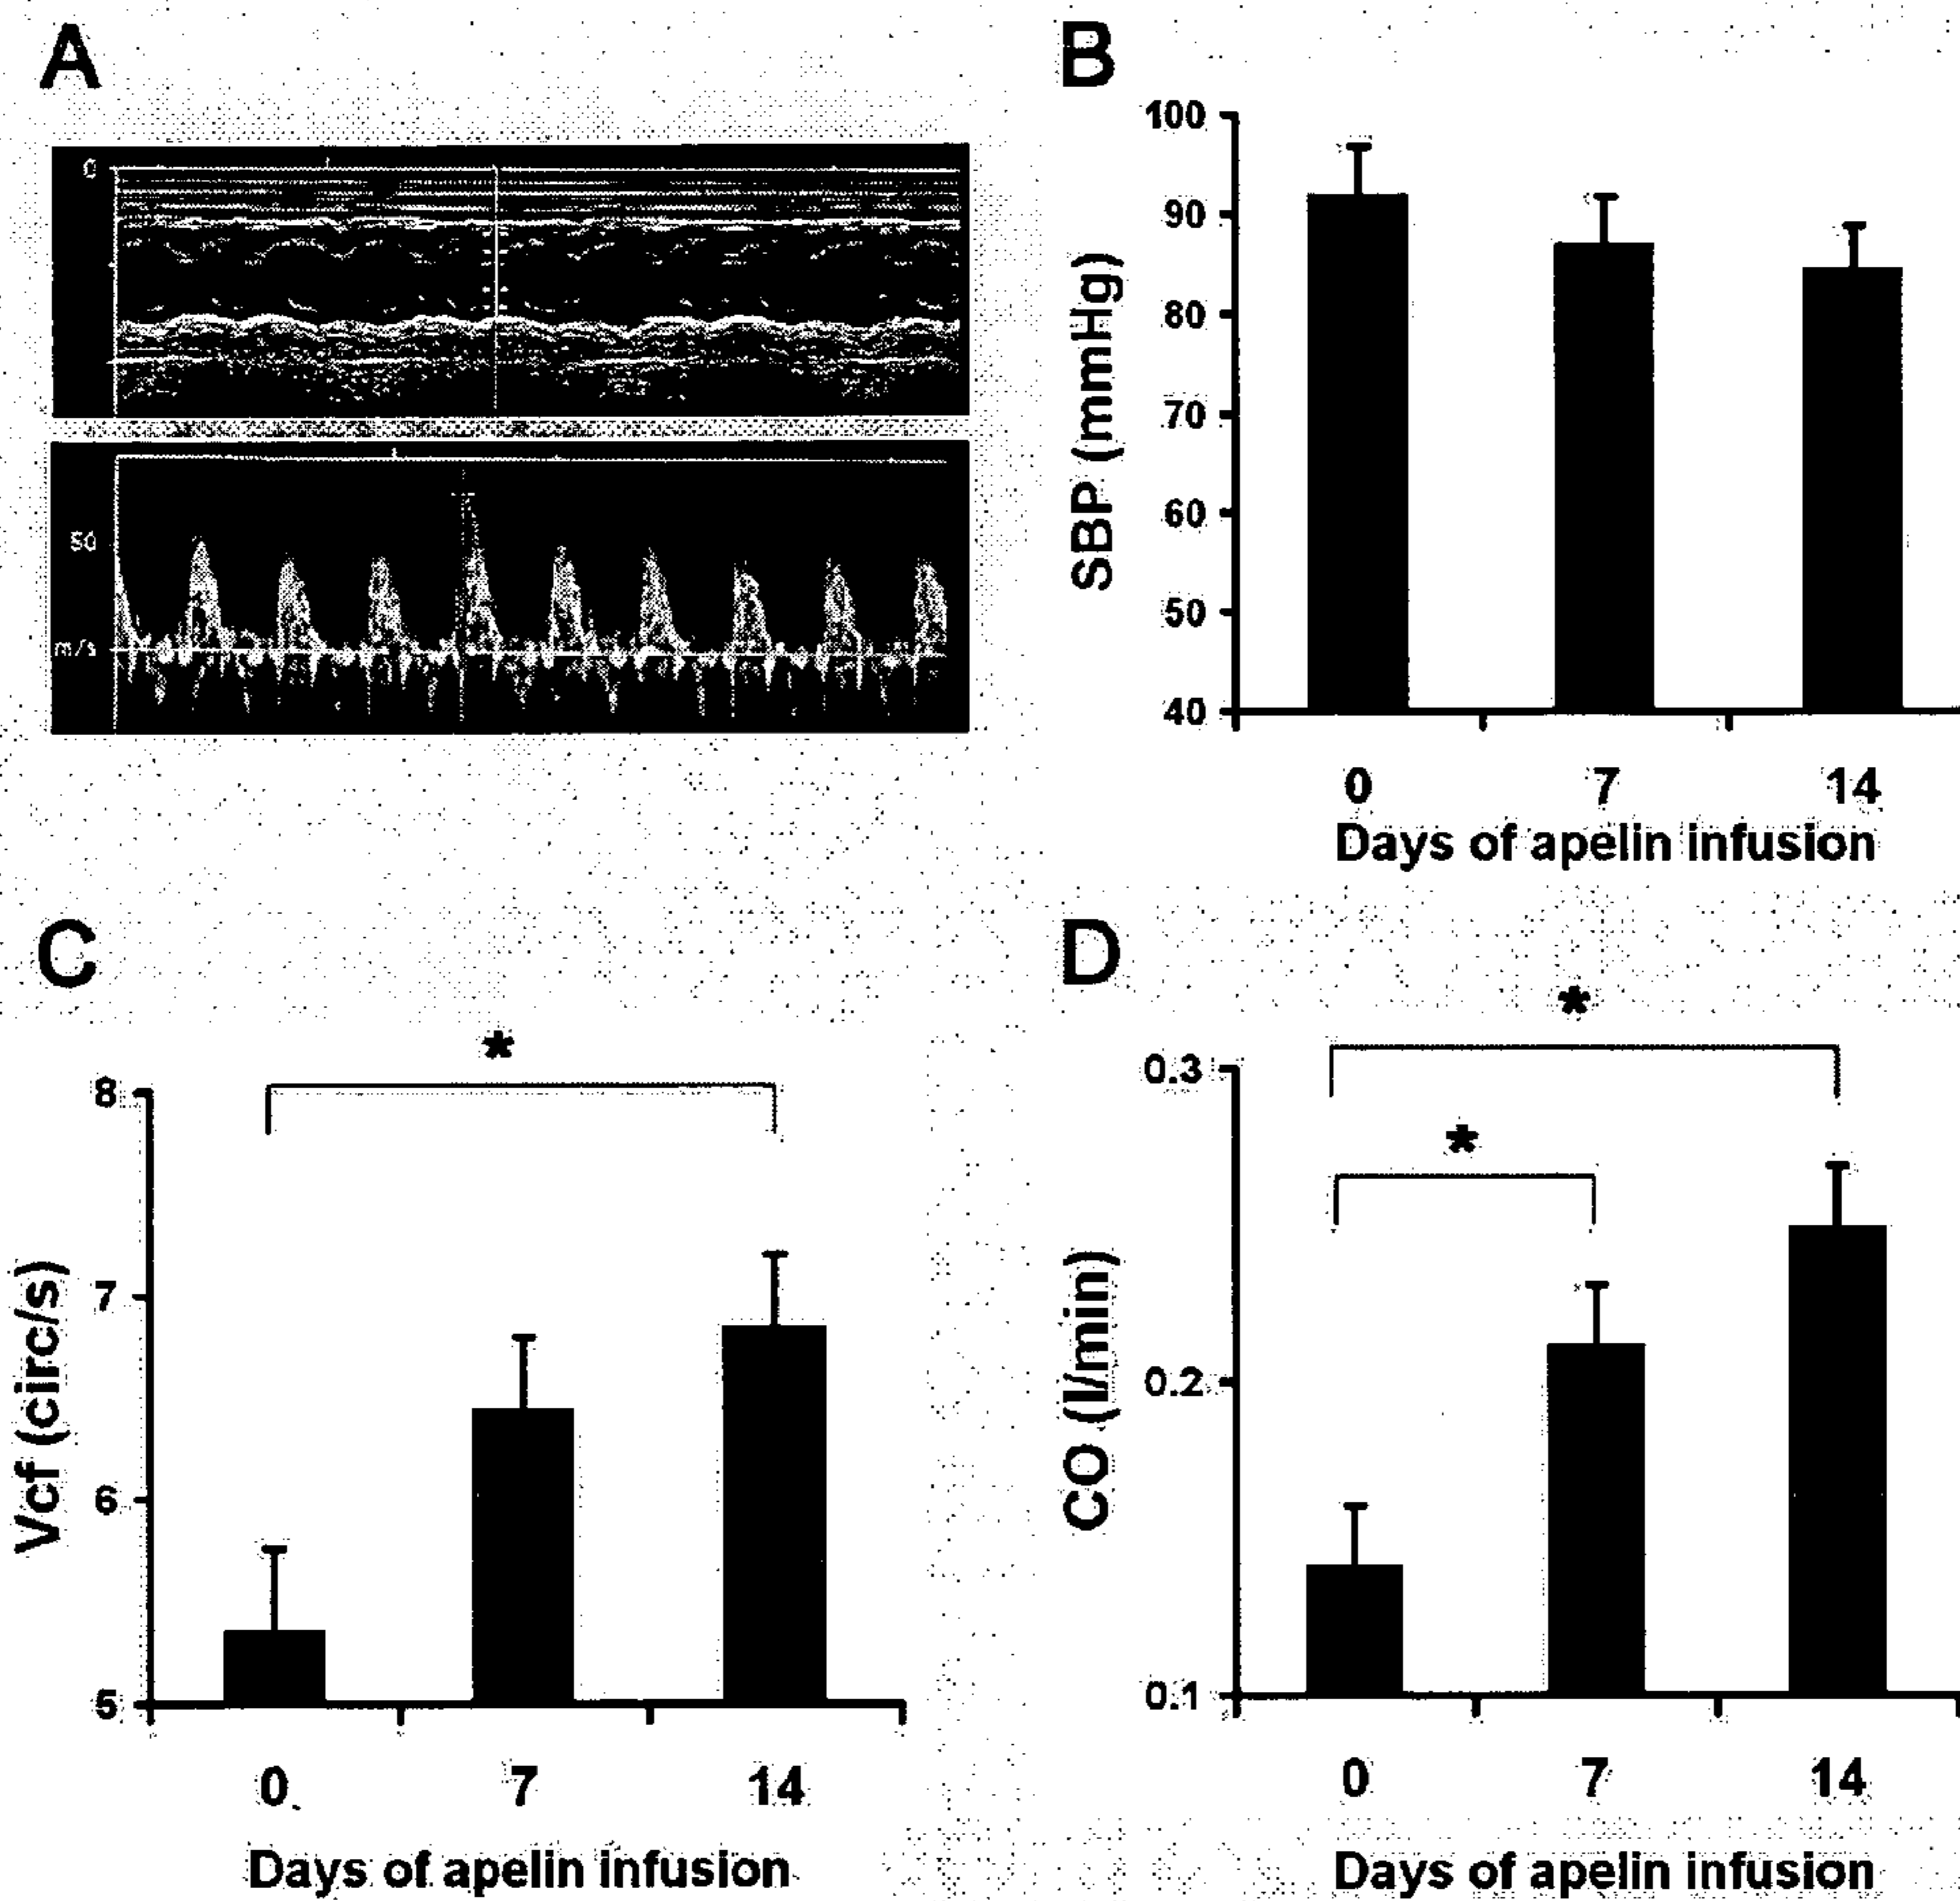 A
0
50
m/s
B
100
90
80
70
60
50
40
SBP (mmHg)
0 7 14
Days of apelin infusion
C
*
8
7
6
5
Vcf (circ/s)
0 7 14
Days of apelin infusion
D
*
*
0.3
0.2
0.1
CO (l/min)
0 7 14
Days of apelin infusion